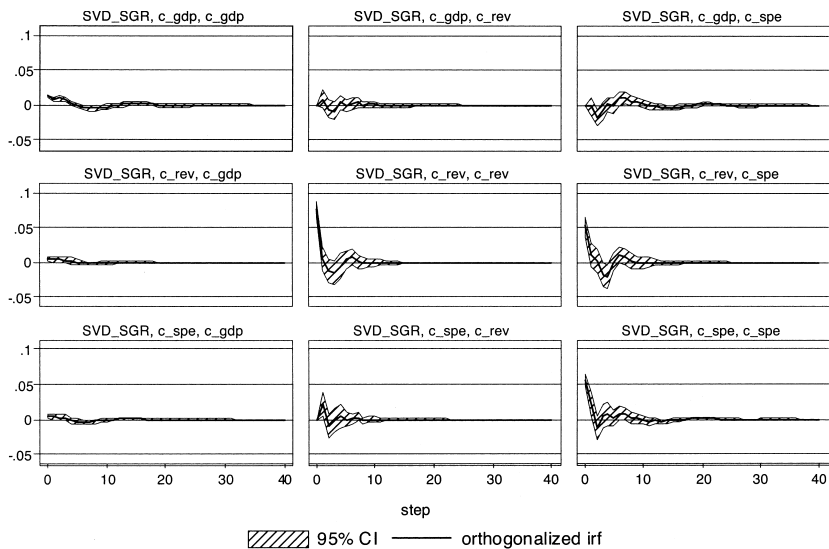 SVD_SGR, c_gdp, c_gdp SVD_SGR, c_gdp, c_rev SVD_SGR, c_gdp, c_spe
.1
.05
0
-.05
SVD_SGR, c_rev, c_gdp SVD_SGR, c_rev, c_rev SVD_SGR, c_rev, c_spe
.1
.05
0
-.05
SVD_SGR, c_spe, c_gdp SVD_SGR, c_spe, c_rev SVD_SGR, c_spe, c_spe
.1
.05
0
-.05
0 10 20 30 40 0 10 20 30 40 0 10 20 30 40
step
95% CI orthogonalized irf